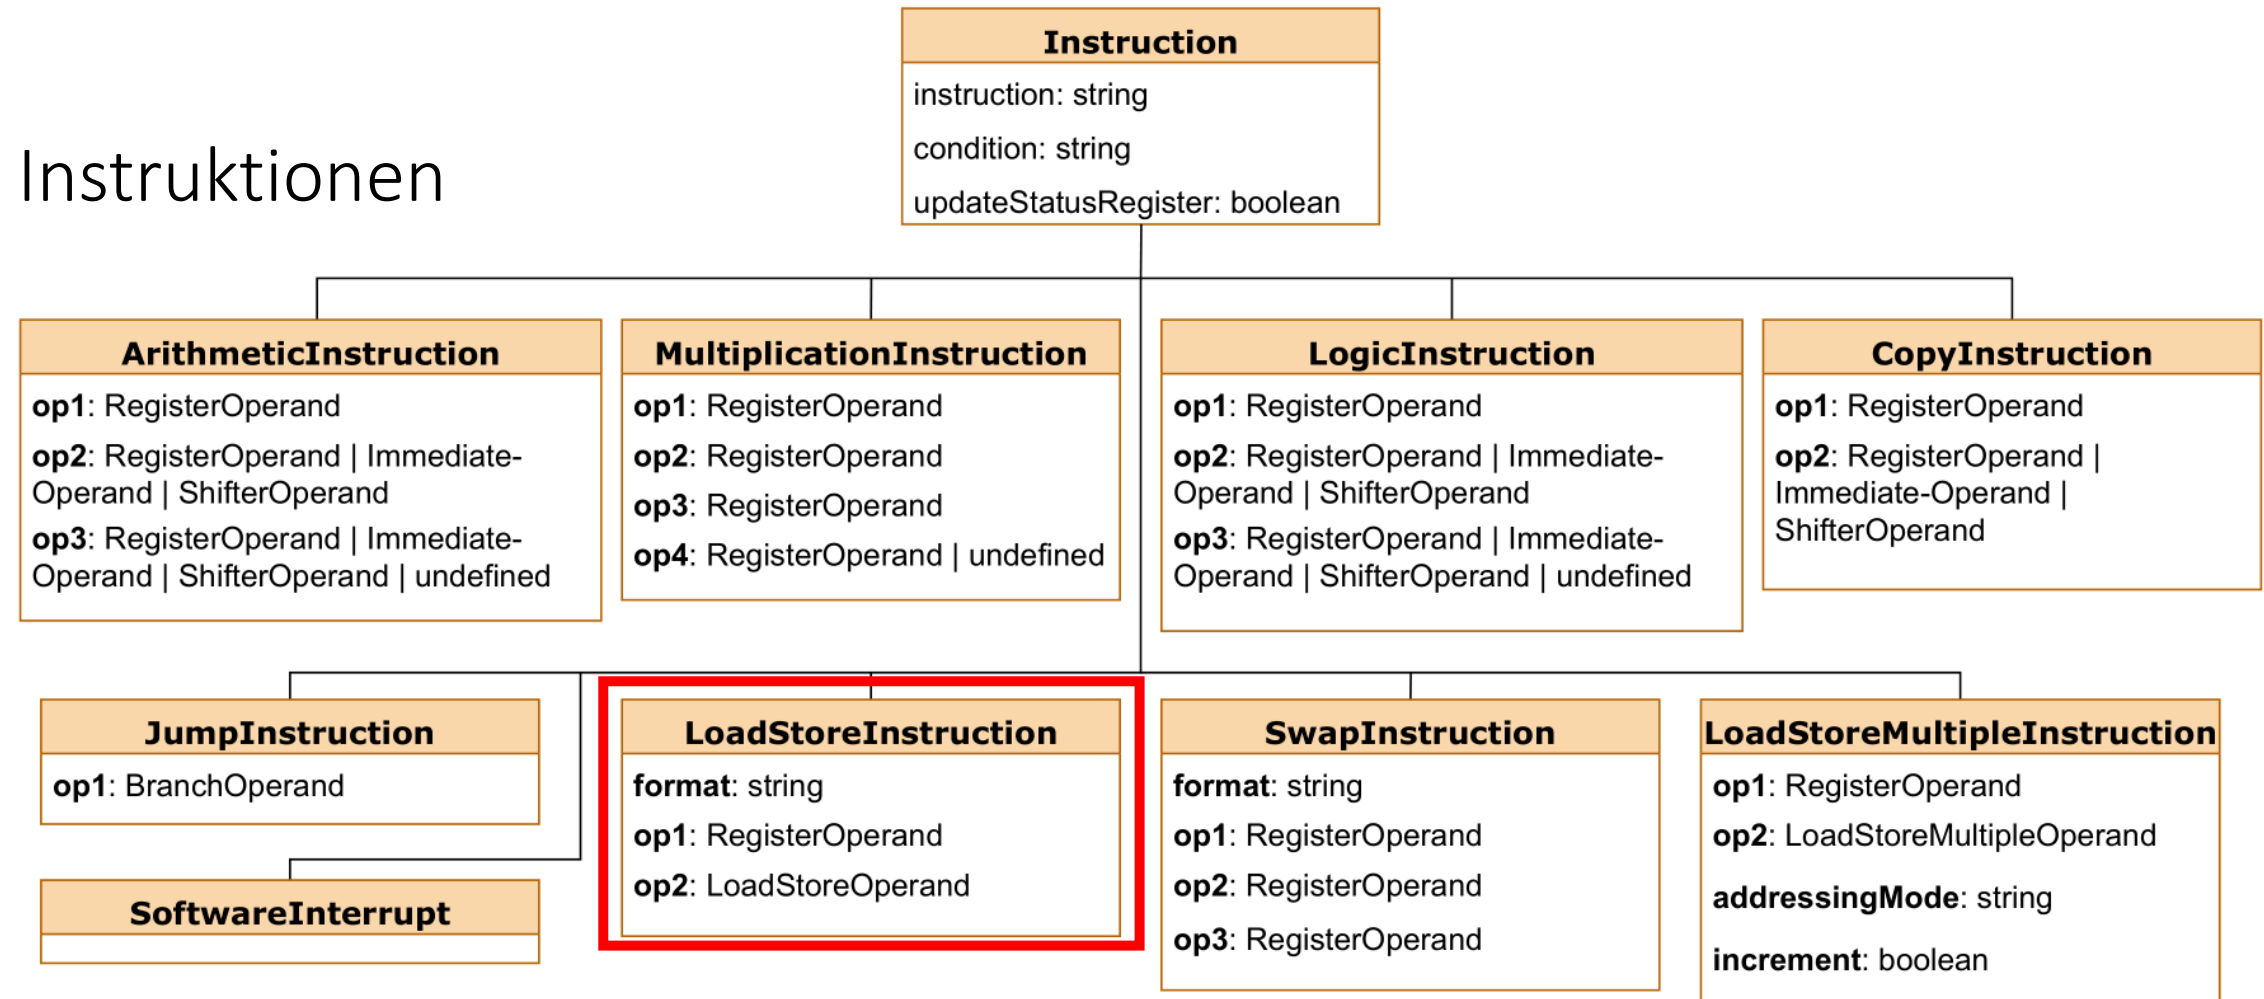 Instruction
instruction: string
condition: string
updateStatusRegister: boolean
Instruktionen
ArithmeticInstruction
op1: RegisterOperand
op2: RegisterOperand | Immediate-
Operand | ShifterOperand
op3: RegisterOperand | Immediate-
Operand | ShifterOperand | undefined
MultiplicationInstruction
op1: RegisterOperand
op2: RegisterOperand
op3: RegisterOperand
op4: RegisterOperand | undefined
LogicInstruction
op1: RegisterOperand
op2: RegisterOperand | Immediate-
Operand | ShifterOperand
op3: RegisterOperand | Immediate-
Operand | ShifterOperand | undefined
CopyInstruction
op1: RegisterOperand
op2: RegisterOperand |
Immediate-Operand |
ShifterOperand
JumpInstruction
op1: BranchOperand
SoftwareInterrupt
LoadStoreInstruction
format: string
op1: RegisterOperand
op2: LoadStoreOperand
SwapInstruction
format: string
op1: RegisterOperand
op2: RegisterOperand
op3: RegisterOperand
LoadStoreMultipleInstruction
op1: RegisterOperand
op2: LoadStoreMultipleOperand
addressingMode: string
increment: boolean